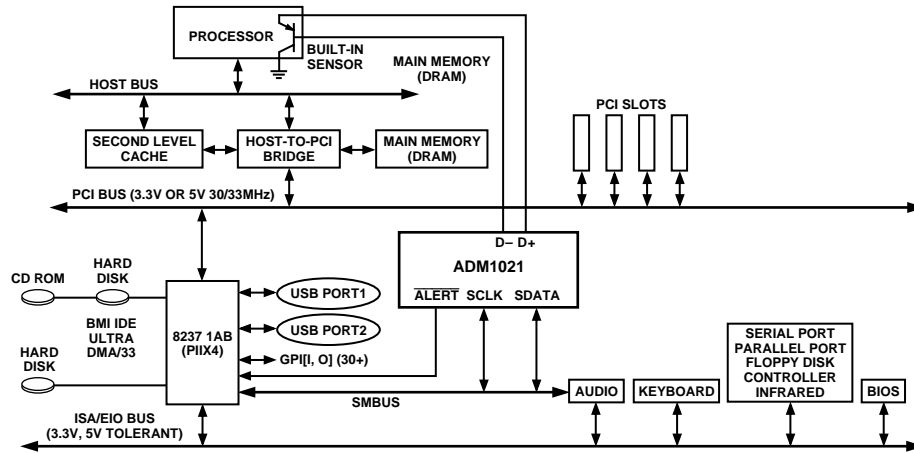 PROCESSOR
BUILT-IN
SENSOR
MAIN MEMORY
(DRAM)
HOST BUS
PCI SLOTS
SECOND LEVEL
CACHE
HOST-TO-PCI
BRIDGE
MAIN MEMORY
(DRAM)
PCI BUS (3.3V OR 5V 30/33MHz)
D– D+
ADM1021
ALERT SCLK SDATA
CD ROM
HARD
DISK
BMI IDE
ULTRA
DMA/33
HARD
DISK
8237 1AB
(PIIX4)
USB PORT1
USB PORT2
GPI[I, O] (30+)
SMBUS
AUDIO
KEYBOARD
SERIAL PORT
PARALLEL PORT
FLOPPY DISK
CONTROLLER
INFRARED
BIOS
ISA/EIO BUS
(3.3V, 5V TOLERANT)